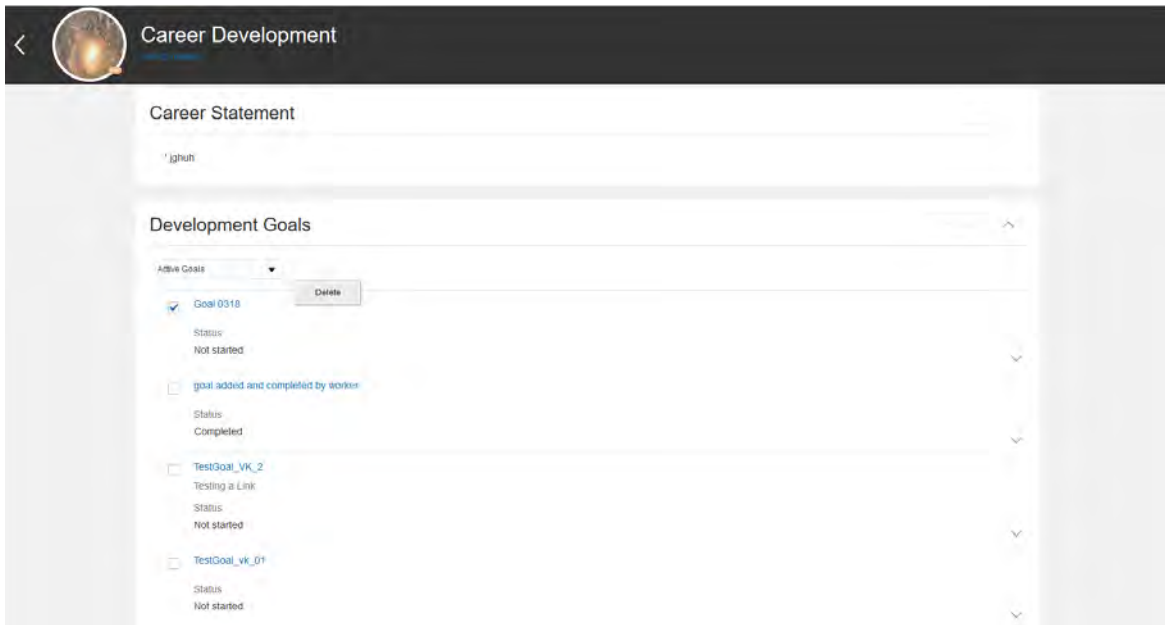 Career Development
Career Statement
' jghuh
Development Goals
Active Goals
Delete
Goal 0318
Status
Not started
goal added and completed by worker
Status
Completed
TestGoal_VK_2
Testing a Link
Status
Not started
TestGoal_vk_01
Status
Not started